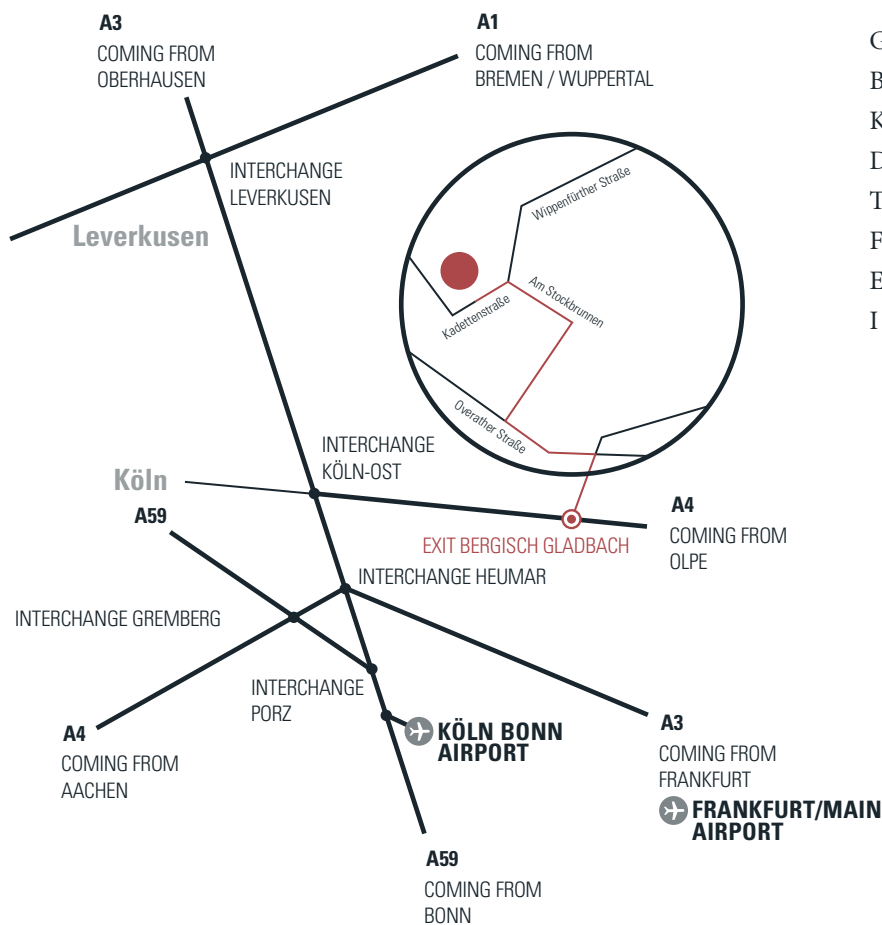 A3
COMING FROM
OBERHAUSEN
A1
COMING FROM
BREMEN / WUPPERTAL
INTERCHANGE
LEVERKUSEN
Leverkusen
Wippenfürther Straße
Am Stockbrunnen
Kadettenstraße
Overather Straße
INTERCHANGE
KÖLN-OST
Köln
A59
A4
COMING FROM
OLPE
EXIT BERGISCH GLADBACH
INTERCHANGE HEUMAR
INTERCHANGE GREMBERG
INTERCHANGE
PORZ
A4
COMING FROM
AACHEN
KÖLN BONN
AIRPORT
A3
COMING FROM
FRANKFURT
FRANKFURT/MAIN
AIRPORT
A59
COMING FROM
BONN
G
B
K
D
T
F
E
I